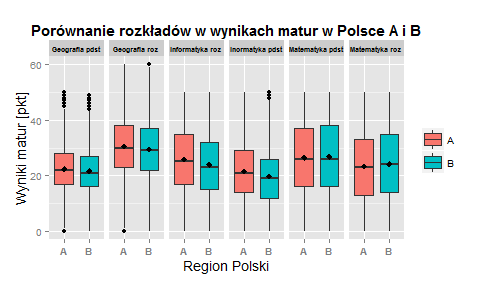 Porównanie rozkładów w wynikach matur w Polsce A i B
Geografia pdst Geografia roz Informatyka roz Inormatyka pdst Matematyka pdst Matematyka roz
Wyniki matur [pkt]
60
40
20
0
A B A B A B A B A B A B
Region Polski
A
B